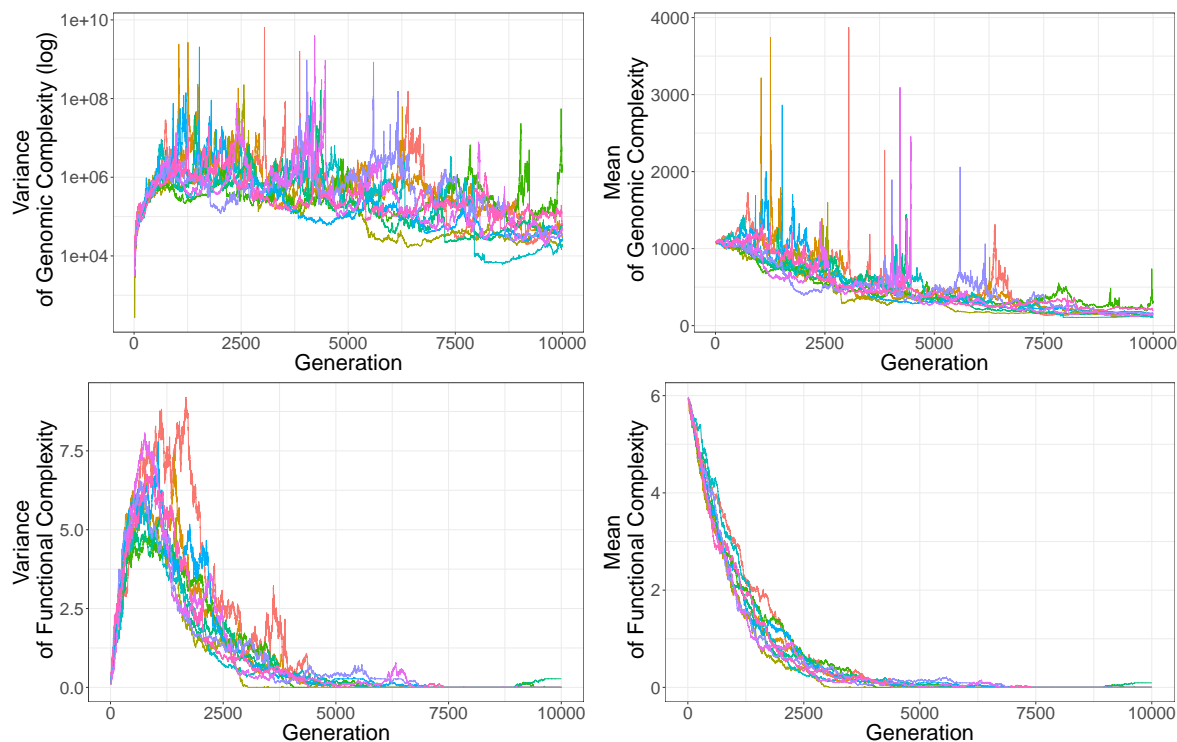 Variance
of Genomic Complexity (log)
1e+10
1e+08
1e+06
1e+04
0 2500 5000 7500 10000
Generation
Mean
of Genomic Complexity
4000
3000
2000
1000
0
0 2500 5000 7500 10000
Generation
Variance
of Functional Complexity
7.5
5.0
2.5
0.0
0 2500 5000 7500 10000
Generation
Mean
of Functional Complexity
6
4
2
0
0 2500 5000 7500 10000
Generation